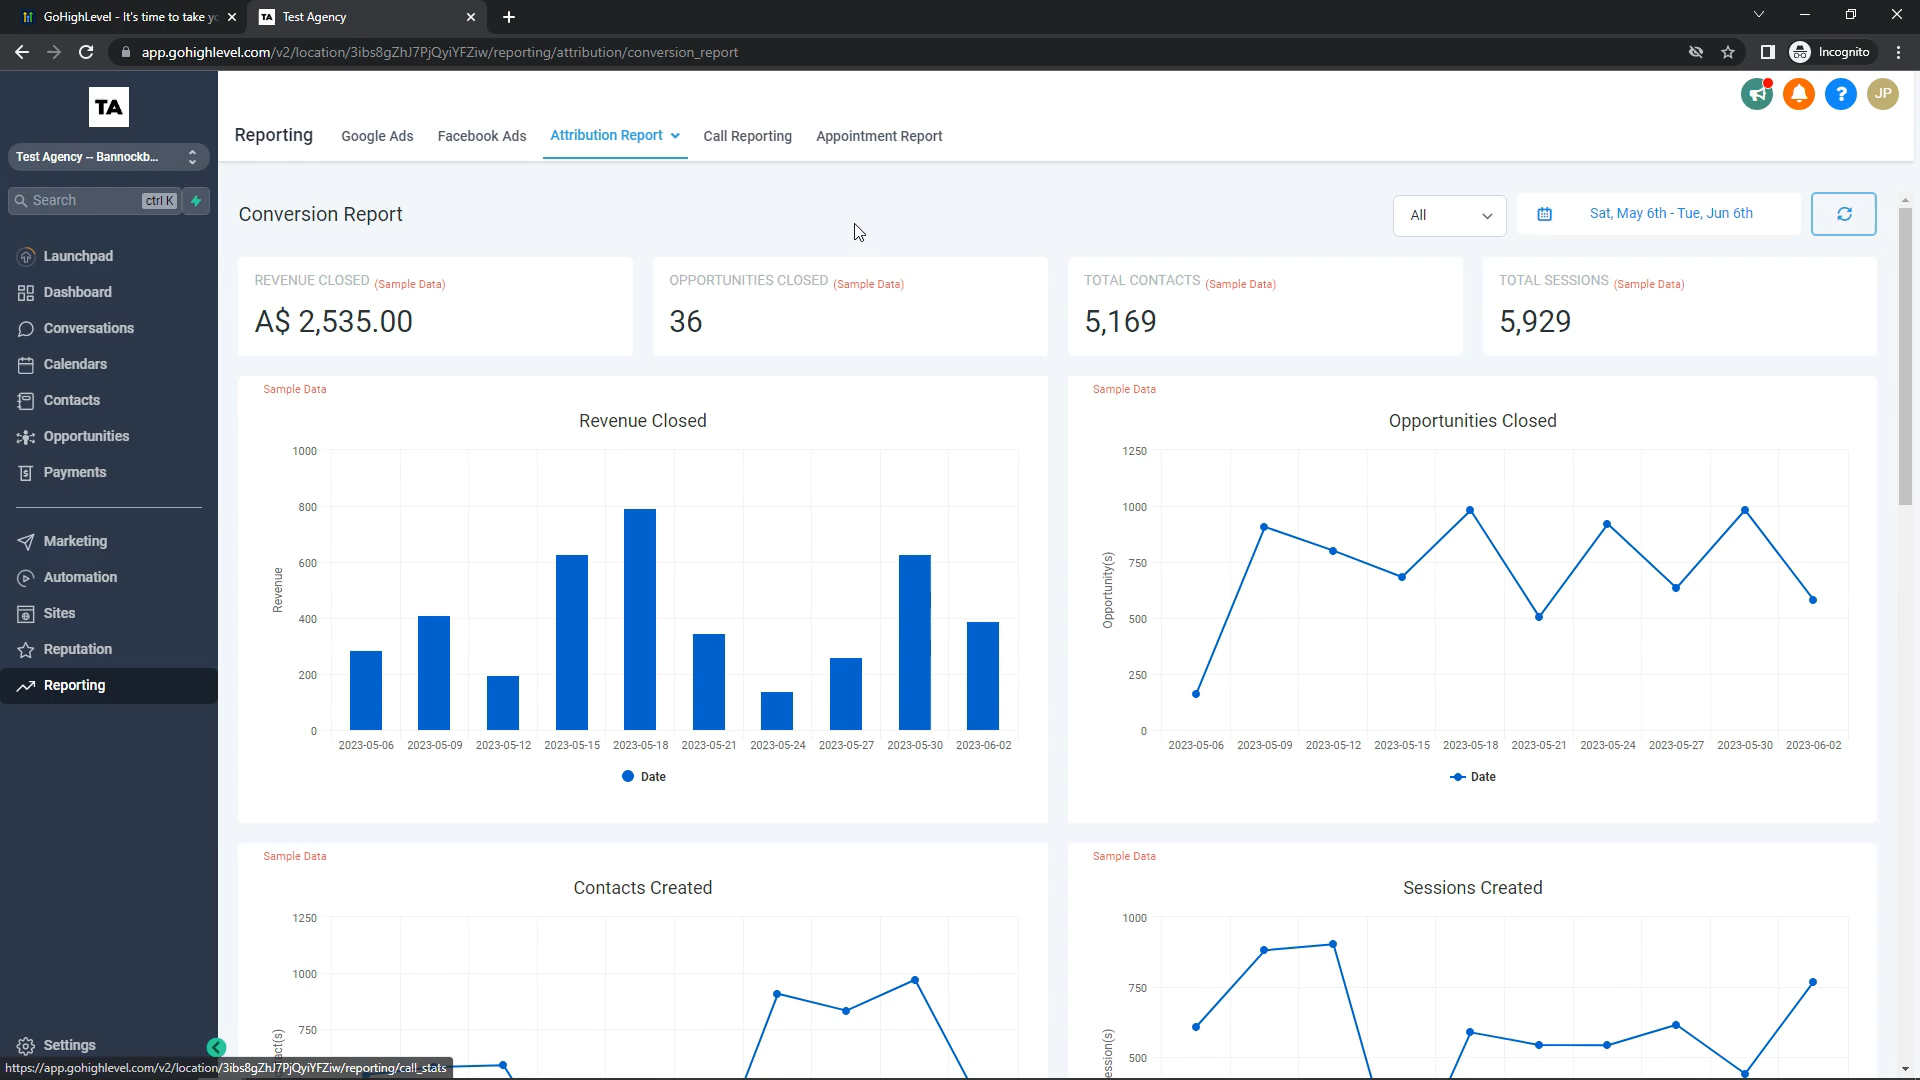 GoHighLevel - It's time to take yo
Test Agency
app.gohighlevel.com/v2/location/3ibs8gZhJ7PjQyiYFZiw/reporting/attribution/conversion_report
Incognito
TA
Test Agency -- Bannockb...
Search ctrl K
Launchpad
Dashboard
Conversations
Calendars
Contacts
Opportunities
Payments
Marketing
Automation
Sites
Reputation
Reporting
Settings
https://app.gohighlevel.com/v2/location/3ibs8gZhJ7PjQyiYFZiw/reporting/call_stats
JP
Reporting Google Ads Facebook Ads Attribution Report Call Reporting Appointment Report
Conversion Report
All
Sat, May 6th - Tue, Jun 6th
REVENUE CLOSED (Sample Data)
A$ 2,535.00
OPPORTUNITIES CLOSED (Sample Data)
36
TOTAL CONTACTS (Sample Data)
5,169
TOTAL SESSIONS (Sample Data)
5,929
Sample Data
Revenue Closed
1000
800
600
400
200
0
Revenue
2023-05-06 2023-05-09 2023-05-12 2023-05-15 2023-05-18 2023-05-21 2023-05-24 2023-05-27 2023-05-30 2023-06-02
Date
Sample Data
Opportunities Closed
1250
1000
750
500
250
0
Opportunity(s)
2023-05-06 2023-05-09 2023-05-12 2023-05-15 2023-05-18 2023-05-21 2023-05-24 2023-05-27 2023-05-30 2023-06-02
Date
Sample Data
Contacts Created
1250
1000
750
act(s)
Sample Data
Sessions Created
1000
750
500
ession(s)